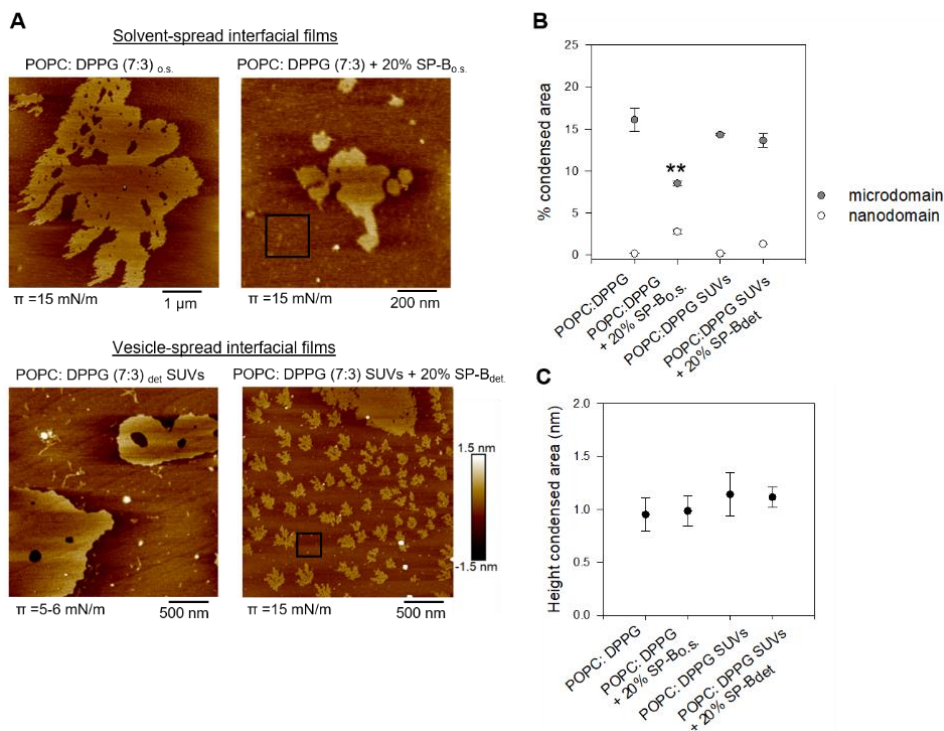 A
Solvent-spread interfacial films
POPC: DPPG (7:3) o.s.
POPC: DPPG (7:3) + 20% SP-Bo.s.
π =15 mN/m
1 µm
π =15 mN/m
200 nm
Vesicle-spread interfacial films
POPC: DPPG (7:3) det SUVs
POPC: DPPG (7:3) SUVs + 20% SP-Bdet.
1.5 nm
-1.5 nm
π =5-6 mN/m
500 nm
π =15 mN/m
500 nm
B
% condensed area
25
20
15
10
5
0
**
POPC:DPPG
POPC:DPPG
+ 20% SP-Bo.s.
POPC:DPPG SUVs
POPC:DPPG SUVs
+ 20% SP-Bdet
microdomain
nanodomain
C
Height condensed area (nm)
2.0
1.5
1.0
0.5
0.0
POPC: DPPG
POPC: DPPG
+ 20% SP-Bo.s.
POPC: DPPG SUVs
POPC: DPPG SUVs
+ 20% SP-Bdet